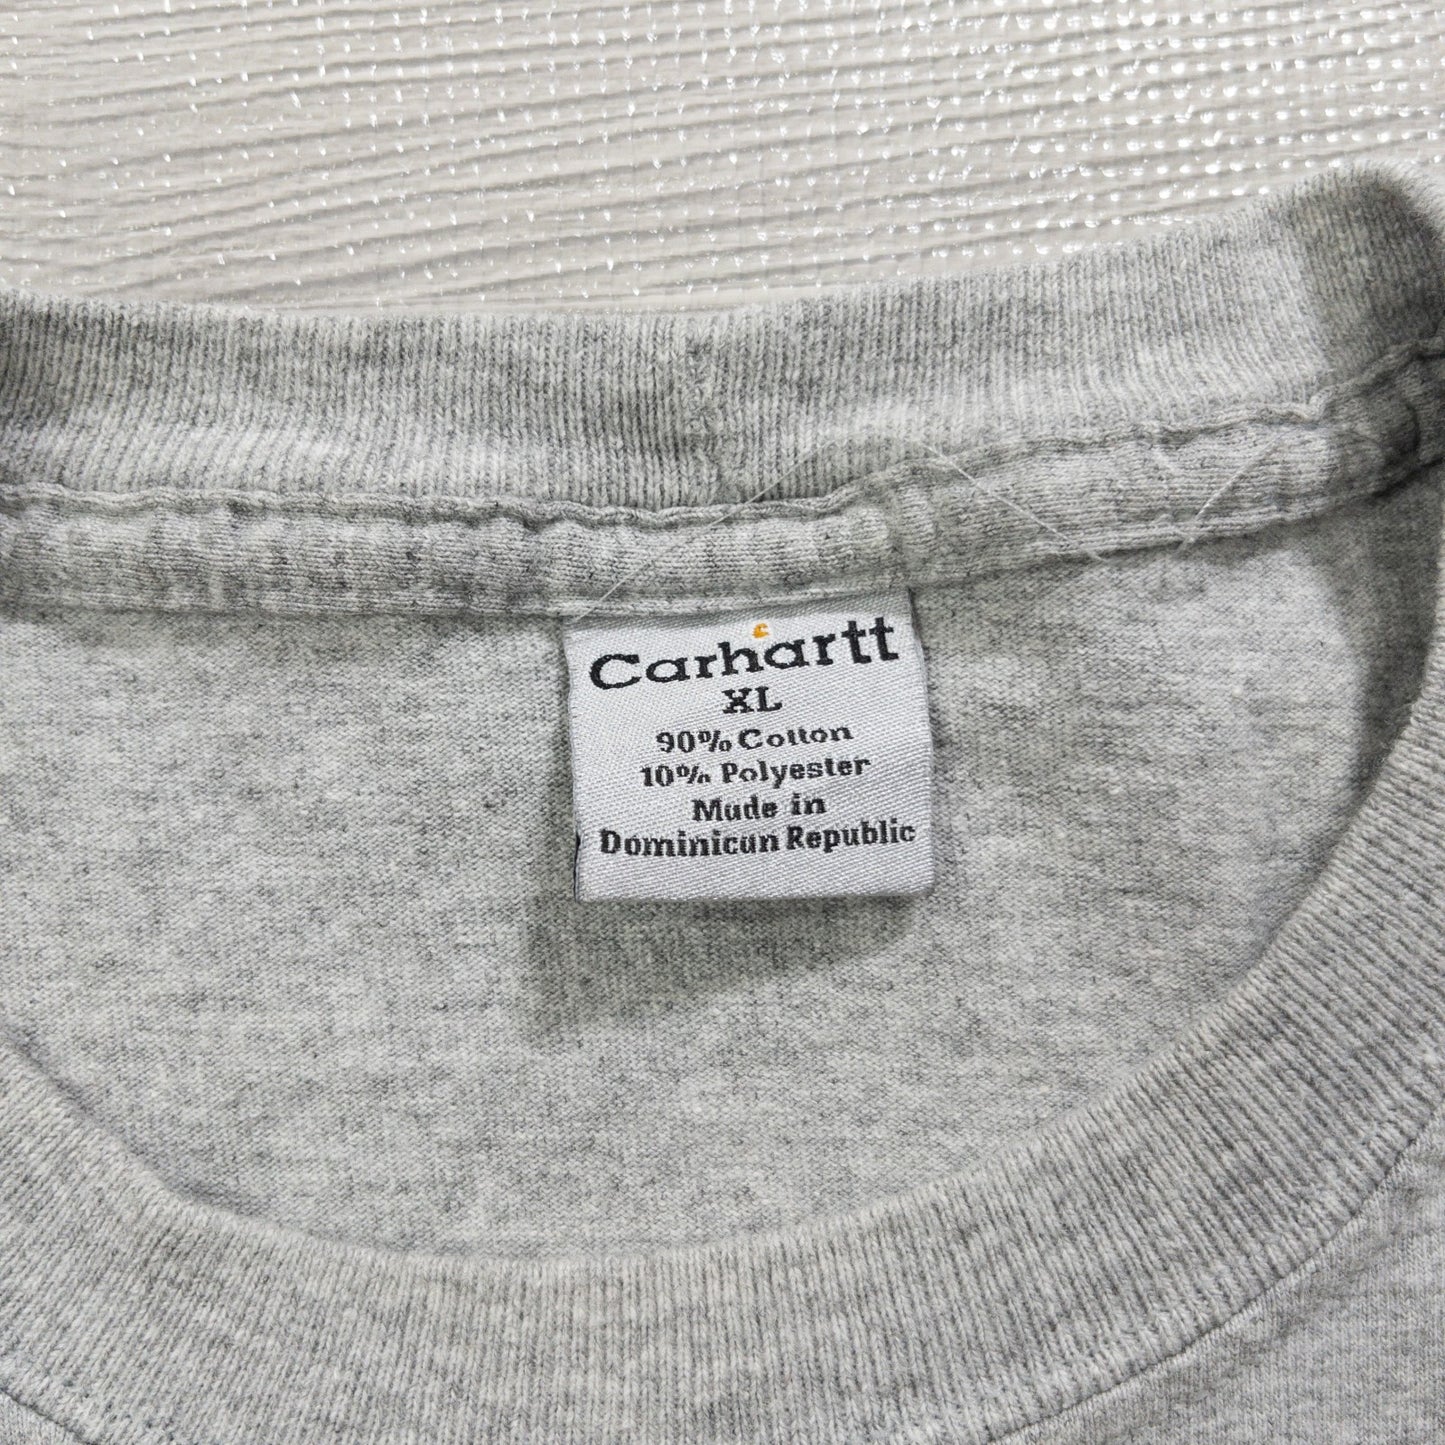 Carhartt
XL
90% Cotton
10% Polyester
Made in
Dominican Republic